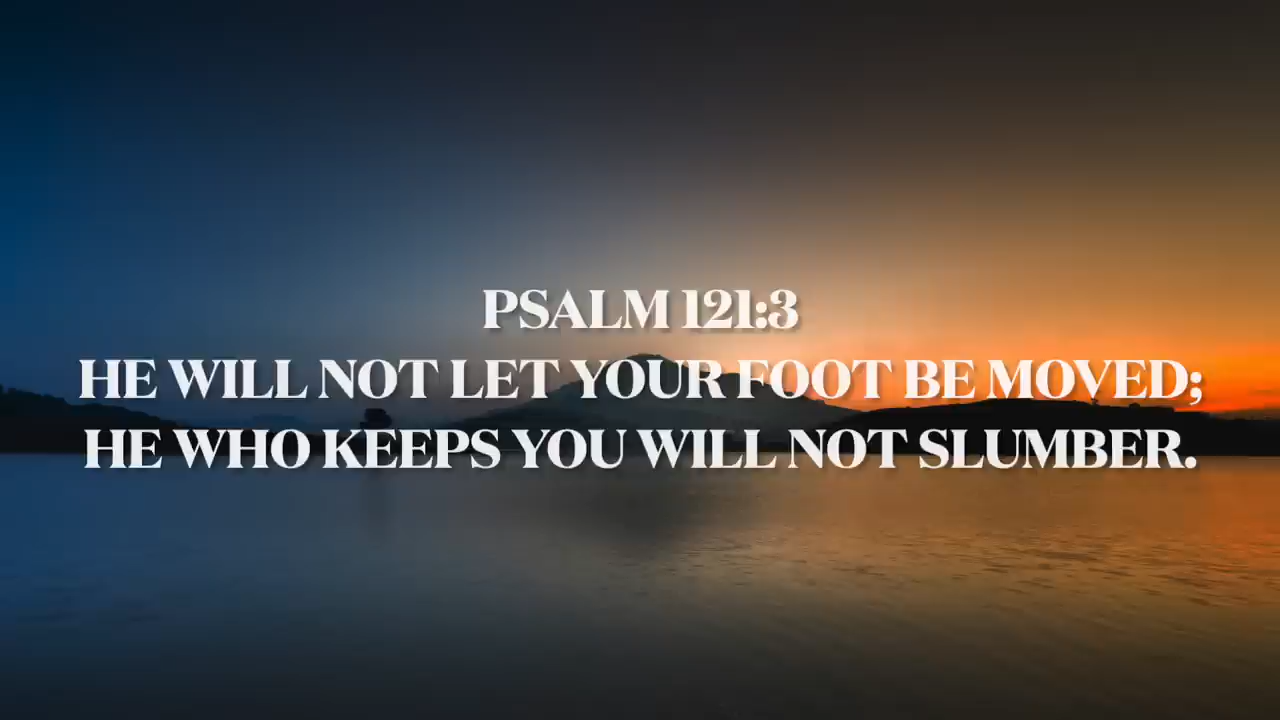 PSALM 121:3
HE WILL NOT LET YOUR FOOT BE MOVED;
HE WHO KEEPS YOU WILL NOT SLUMBER.